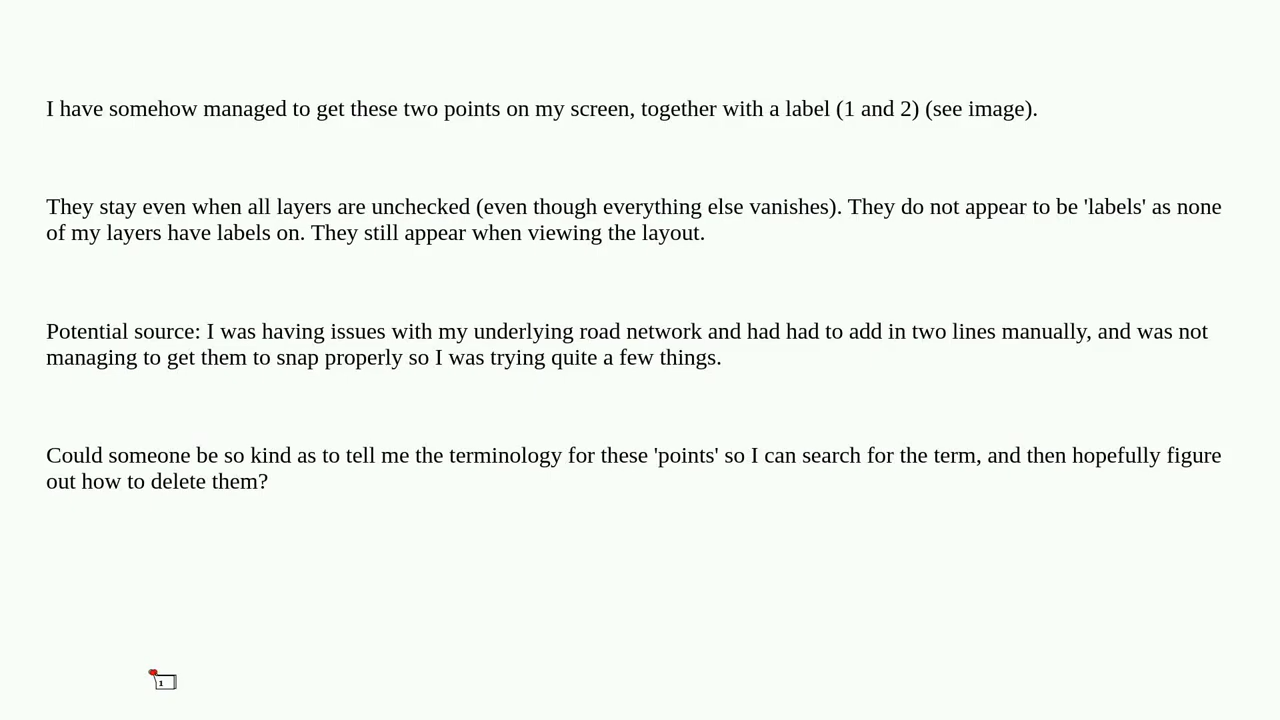 I have somehow managed to get these two points on my screen, together with a label (1 and 2) (see image).
They stay even when all layers are unchecked (even though everything else vanishes). They do not appear to be 'labels' as none
of my layers have labels on. They still appear when viewing the layout.
Potential source: I was having issues with my underlying road network and had had to add in two lines manually, and was not
managing to get them to snap properly so I was trying quite a few things.
Could someone be so kind as to tell me the terminology for these 'points' so I can search for the term, and then hopefully figure
out how to delete them?
1